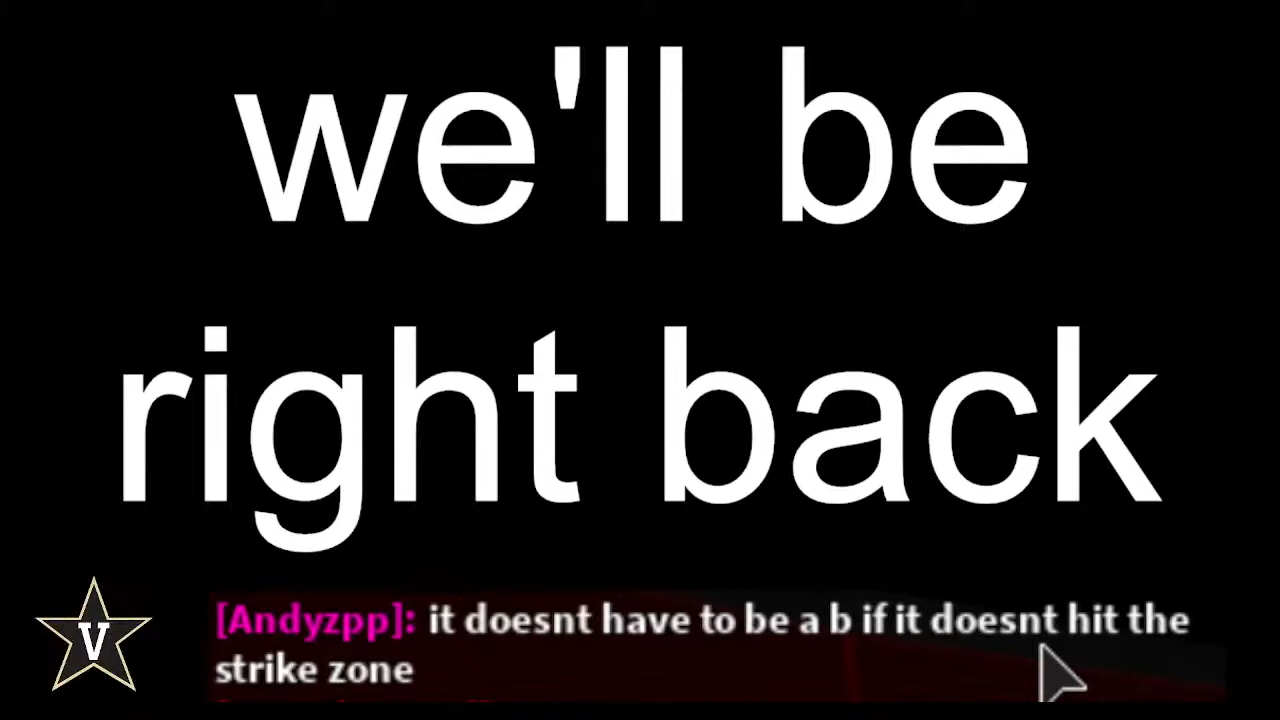 we'll be
right back
V
[Andyzpp]: it doesnt have to be a b if it doesnt hit the
strike zone